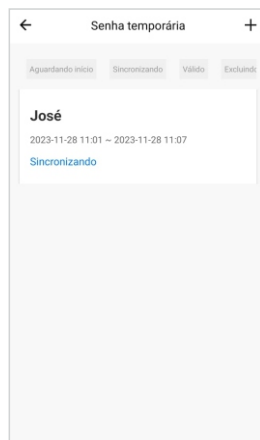 Senha temporária
Aguardando início Sincronizando Válido Excluindo
José
2023-11-28 11:01 ~ 2023-11-28 11:07
Sincronizando